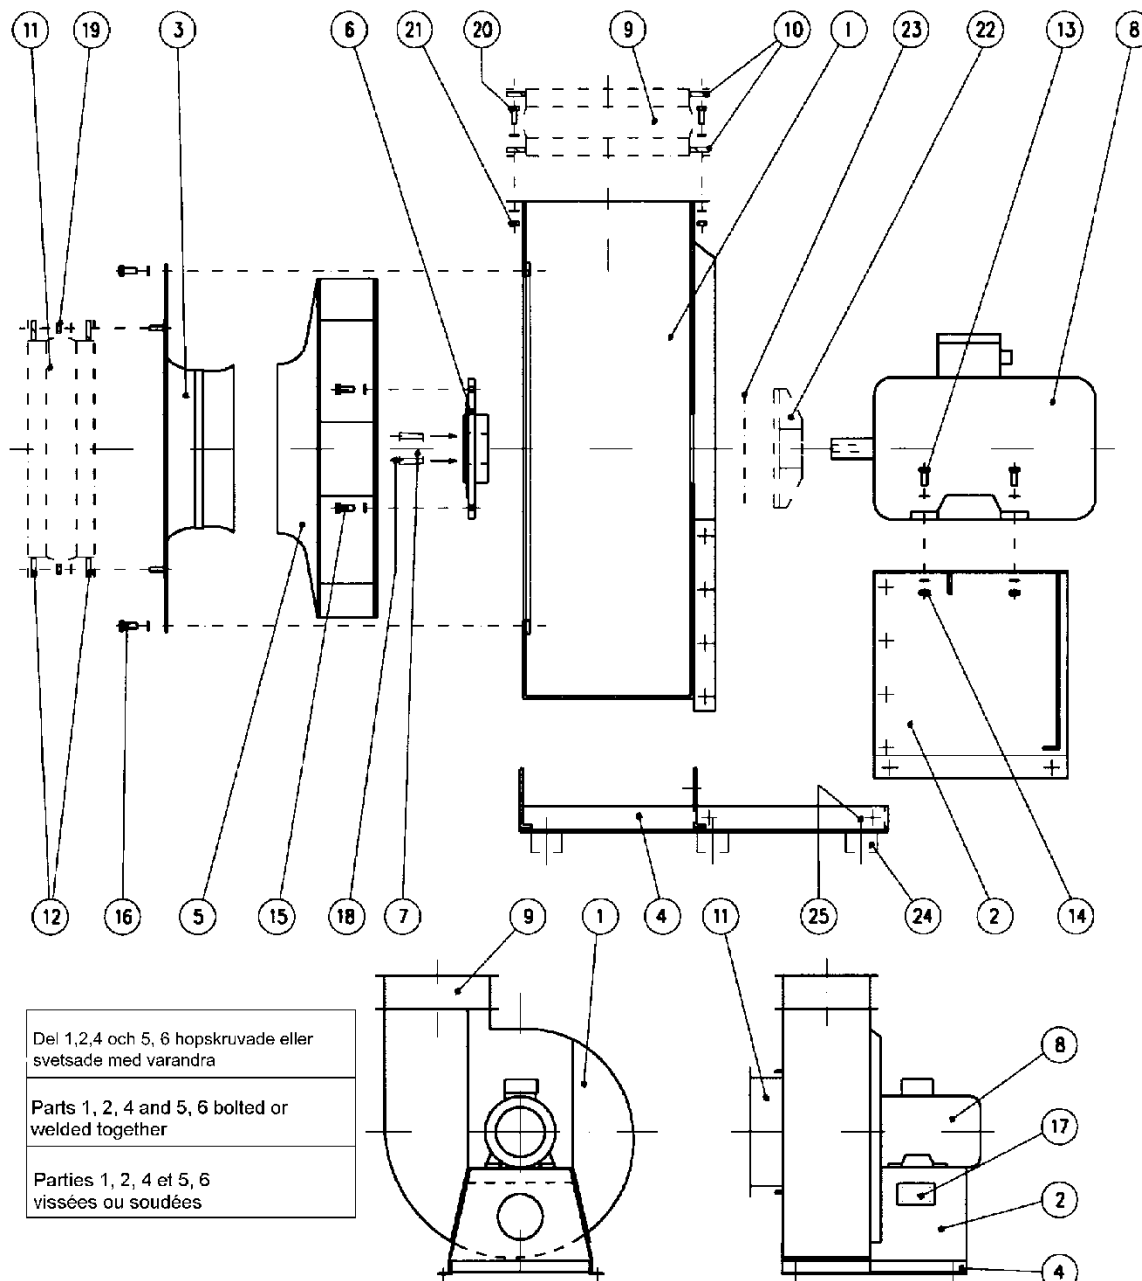 11 19 3 6 21 20 9 10 1 23 22 13 8
12 16 5 15 18 7 4 25 24 2 14
9 1 11
Del 1,2,4 och 5, 6 hopskruvade eller
svetsade med varandra
Parts 1, 2, 4 and 5, 6 bolted or
welded together
Parties 1, 2, 4 et 5, 6
vissées ou soudées
8
17
2
4